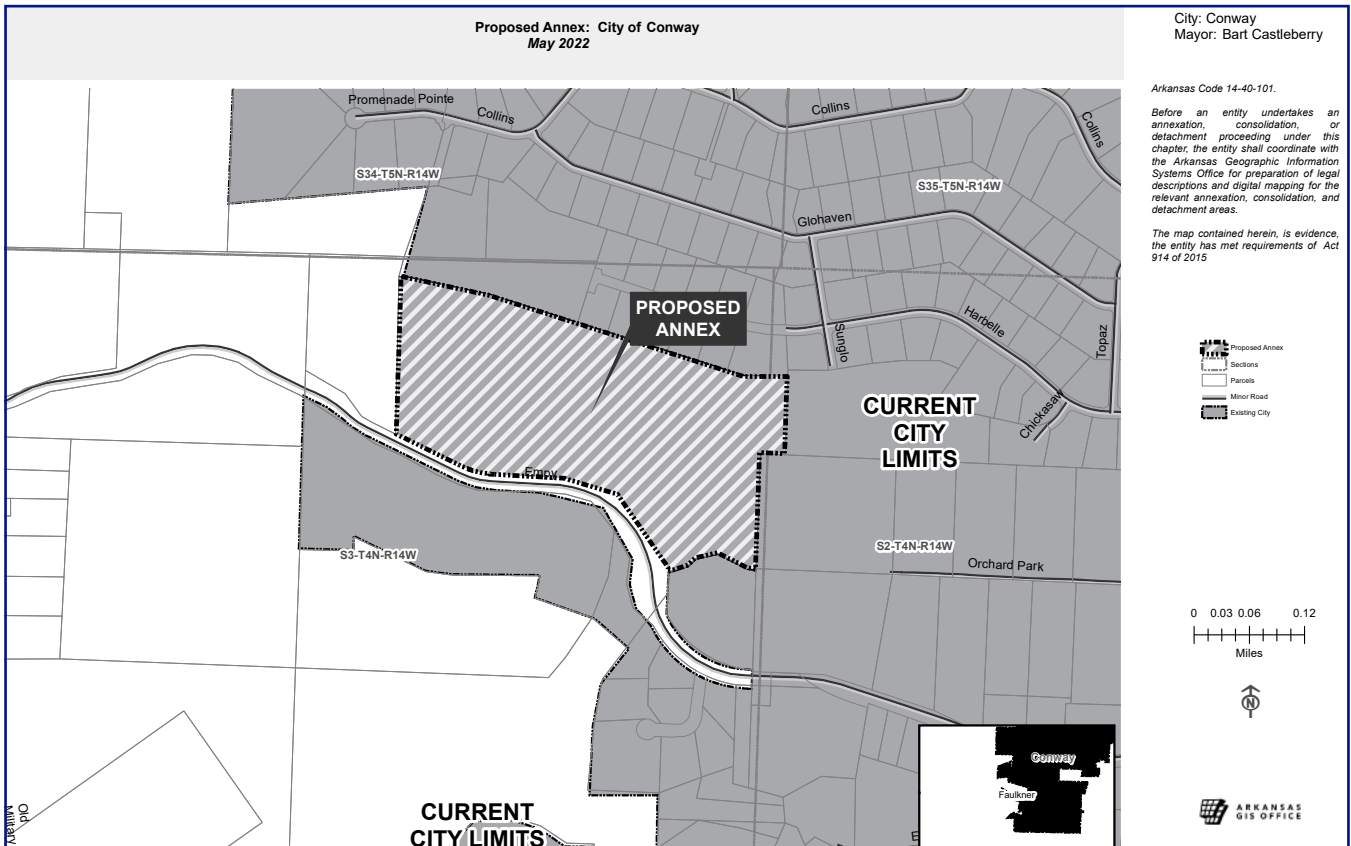 Proposed Annex: City of Conway
May 2022
City: Conway
Mayor: Bart Castleberry
Arkansas Code 14-40-101.
Before an entity undertakes an
annexation, consolidation, or
detachment proceeding under this
chapter, the entity shall coordinate with
the Arkansas Geographic Information
Systems Office for preparation of legal
descriptions and digital mapping for the
relevant annexation, consolidation, and
detachment areas.
The map contained herein, is evidence,
the entity has met requirements of Act
914 of 2015
Proposed Annex
Sections
Parcels
Minor Road
Existing City
0 0.03 0.06 0.12
Miles
N
ARKANSAS
GIS OFFICE
Promenade Pointe
Collins
Collins
Collins
S34-T5N-R14W
S35-T5N-R14W
Glohaven
PROPOSED
ANNEX
Sunglo
Harbelle
Topaz
Chickasaw
CURRENT
CITY
LIMITS
Empy
S3-T4N-R14W
S2-T4N-R14W
Orchard Park
Conway
Faulkner
Old
Military
CURRENT
CITY LIMITS